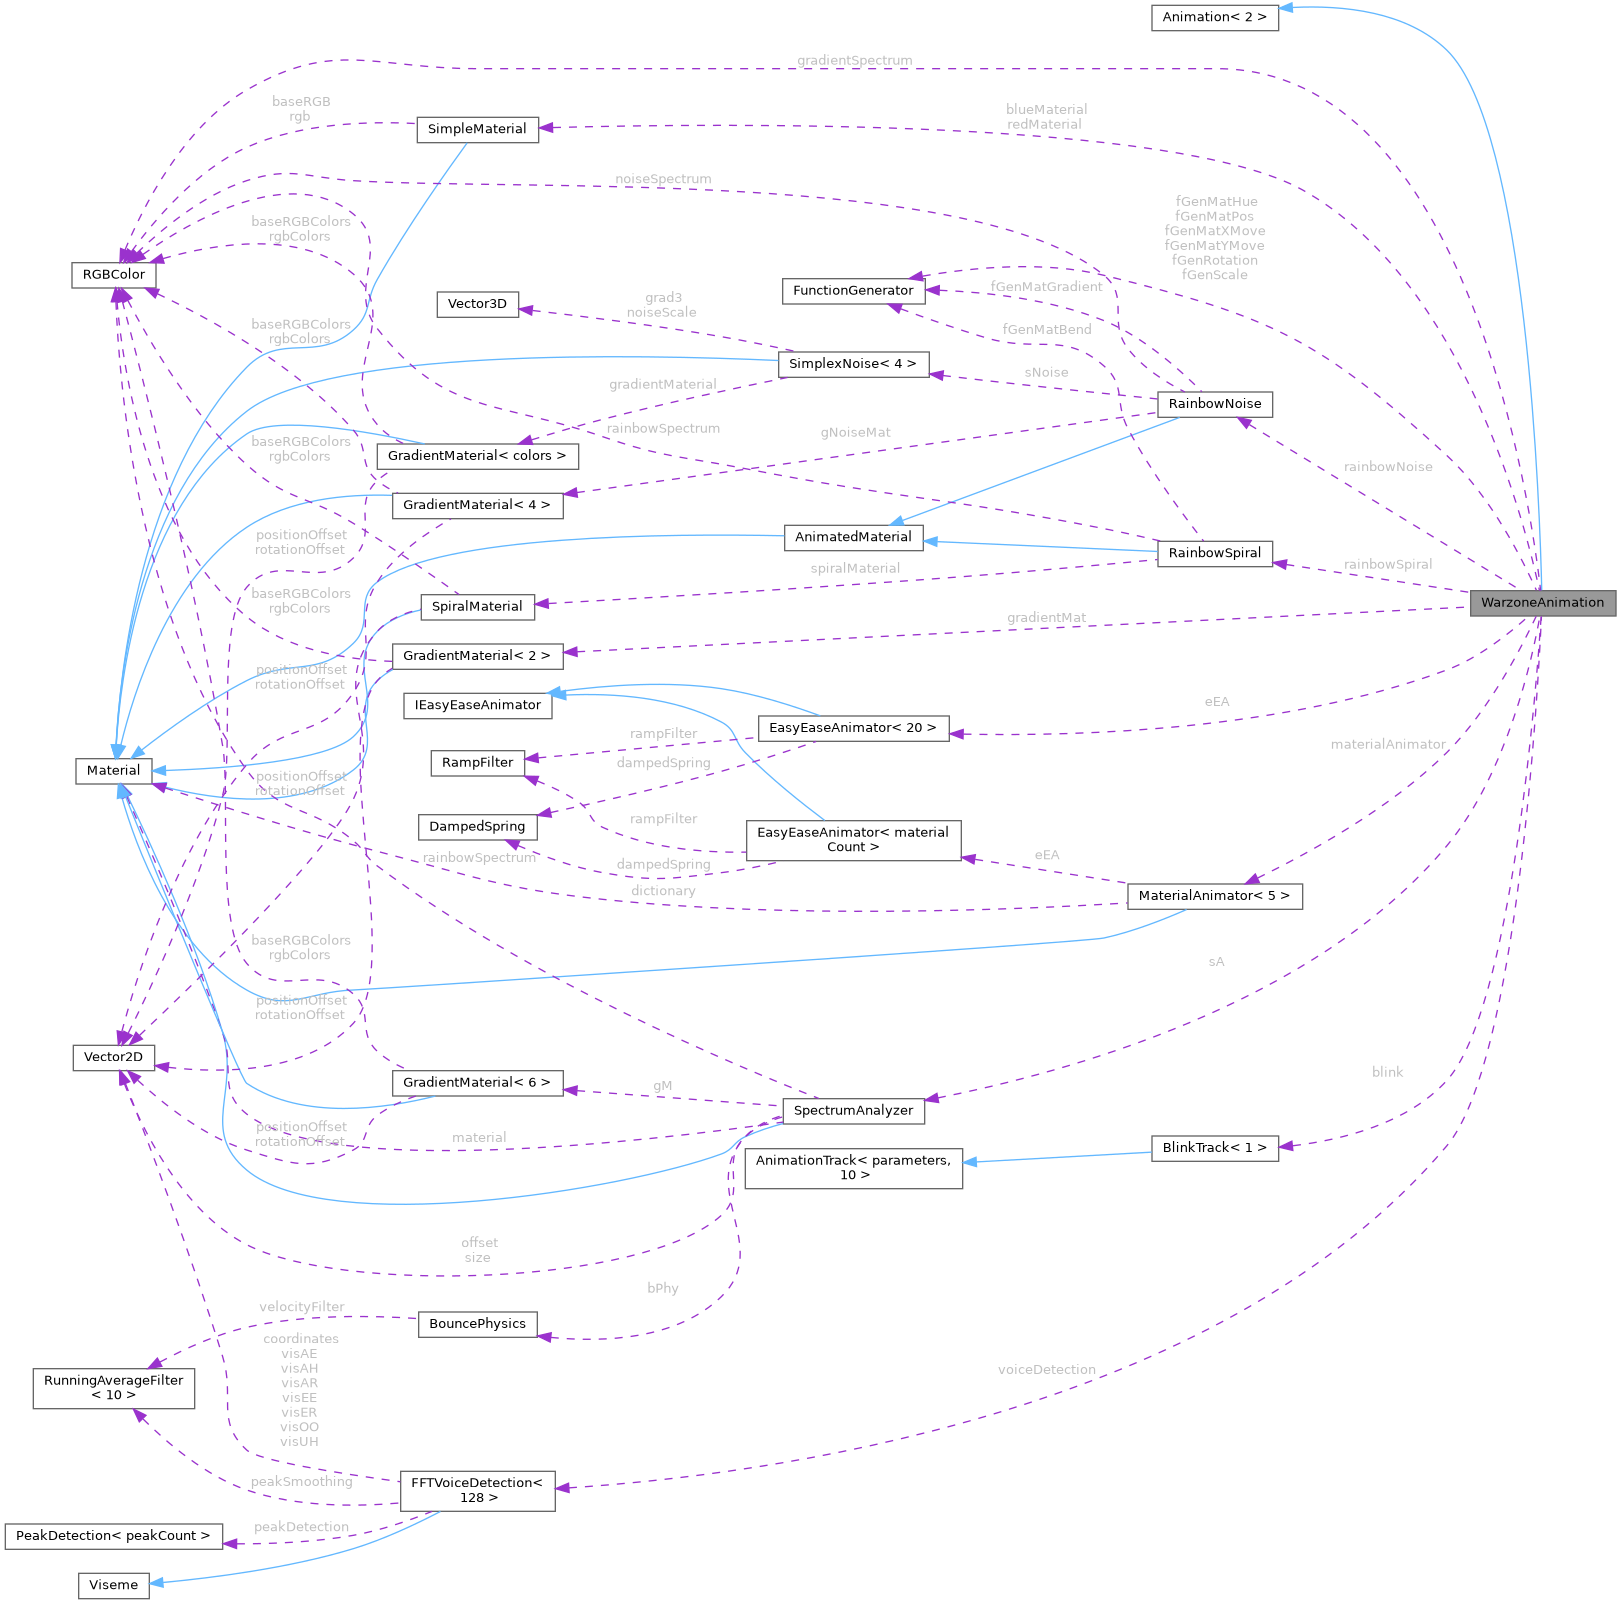 Animation< 2 >
gradientSpectrum
baseRGB
rgb
blueMaterial
redMaterial
SimpleMaterial
noiseSpectrum
fGenMatHue
fGenMatPos
fGenMatXMove
fGenMatYMove
fGenRotation
fGenScale
baseRGBColors
rgbColors
RGBColor
FunctionGenerator
fGenMatGradient
Vector3D
grad3
noiseScale
baseRGBColors
rgbColors
fGenMatBend
SimplexNoise< 4 >
sNoise
gradientMaterial
RainbowNoise
rainbowSpectrum
gNoiseMat
baseRGBColors
rgbColors
GradientMaterial< colors >
rainbowNoise
GradientMaterial< 4 >
positionOffset
rotationOffset
AnimatedMaterial
RainbowSpiral
spiralMaterial
rainbowSpiral
baseRGBColors
rgbColors
SpiralMaterial
WarzoneAnimation
gradientMat
GradientMaterial< 2 >
positionOffset
rotationOffset
IEasyEaseAnimator
eEA
EasyEaseAnimator< 20 >
rampFilter
materialAnimator
RampFilter
dampedSpring
Material
positionOffset
rotationOffset
rampFilter
DampedSpring
EasyEaseAnimator< material
Count >
rainbowSpectrum
dampedSpring
eEA
dictionary
MaterialAnimator< 5 >
baseRGBColors
rgbColors
sA
positionOffset
rotationOffset
Vector2D
blink
GradientMaterial< 6 >
gM
SpectrumAnalyzer
positionOffset
rotationOffset
material
BlinkTrack< 1 >
AnimationTrack< parameters,
10 >
offset
size
bPhy
velocityFilter
BouncePhysics
coordinates
visAE
visAH
visAR
visEE
visER
visOO
visUH
voiceDetection
RunningAverageFilter
< 10 >
peakSmoothing
FFTVoiceDetection<
128 >
peakDetection
PeakDetection< peakCount >
Viseme